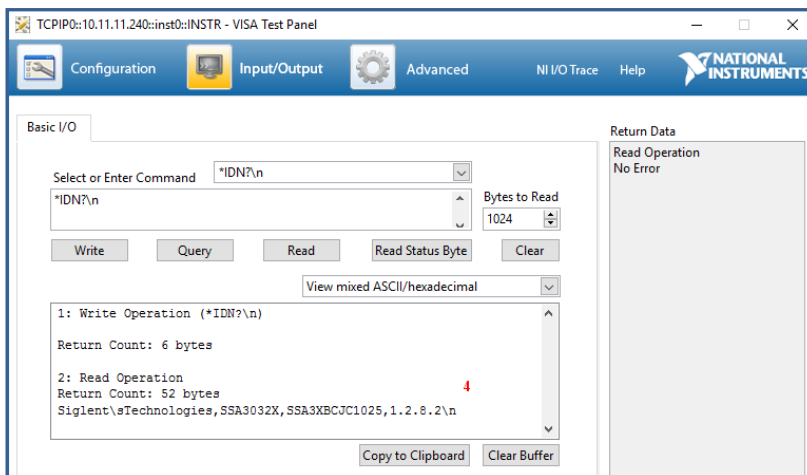 TCPIP0::10.11.11.240::inst0::INSTR - VISA Test Panel
Configuration
Input/Output
Advanced
NI I/O Trace
Help
NATIONAL
INSTRUMENTS
Basic I/O
Return Data
Read Operation
No Error
Select or Enter Command
*IDN?\n
*IDN?\n
Bytes to Read
1024
Write
Query
Read
Read Status Byte
Clear
View mixed ASCII/hexadecimal
1: Write Operation (*IDN?\n)
Return Count: 6 bytes
2: Read Operation
4
Return Count: 52 bytes
Siglent\sTechnologies,SSA3032X,SSA3XBCJC1025,1.2.8.2\n
Copy to Clipboard
Clear Buffer